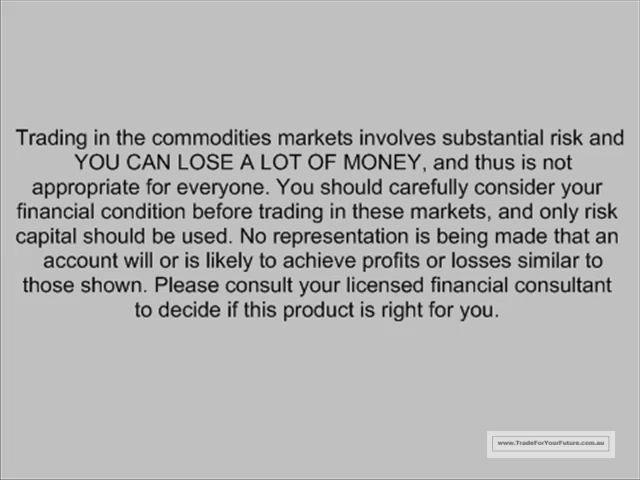 Trading in the commodities markets involves substantial risk and
YOU CAN LOSE A LOT OF MONEY, and thus is not
appropriate for everyone. You should carefully consider your
financial condition before trading in these markets, and only risk
capital should be used. No representation is being made that an
account will or is likely to achieve profits or losses similar to
those shown. Please consult your licensed financial consultant
to decide if this product is right for you.
www.TradeForYourFuture.com.au